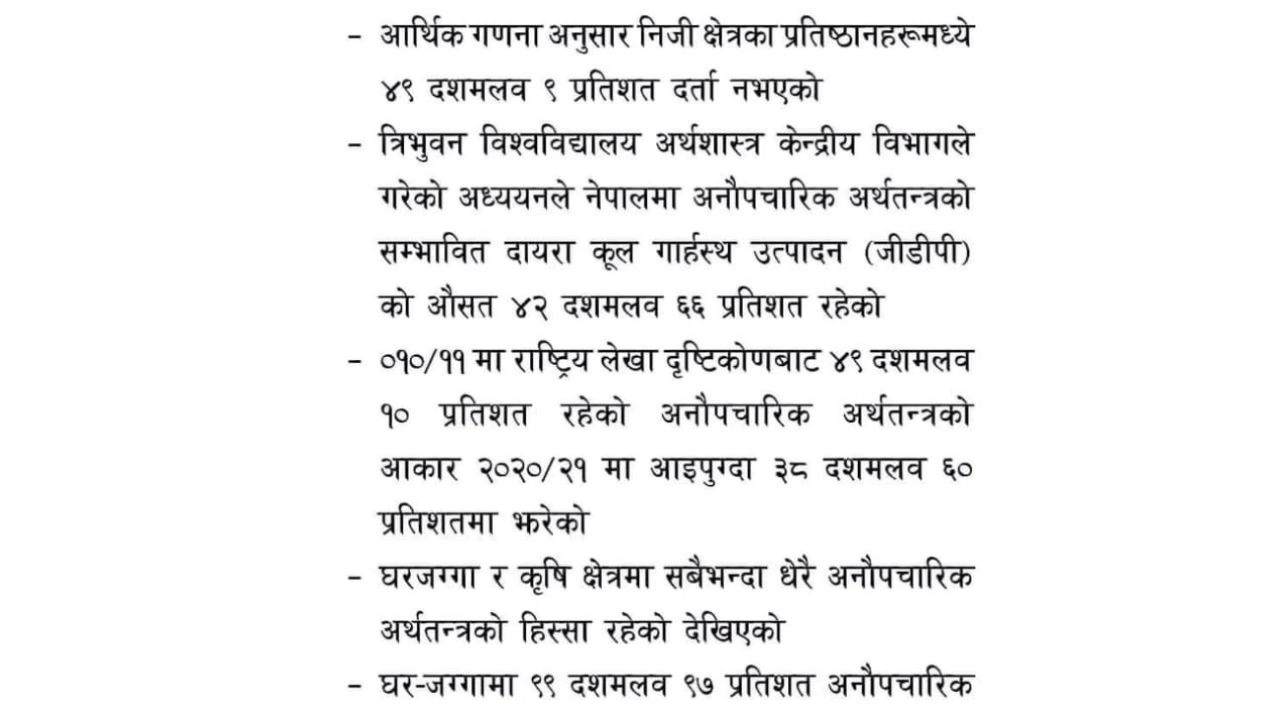 - आर्थिक गणना अनुसार निजी क्षेत्रका प्रतिष्ठानहरूमध्ये
४९ दशमलव ९ प्रतिशत दर्ता नभएको
- त्रिभुवन विश्वविद्यालय अर्थशास्त्र केन्द्रीय विभागले
गरेको अध्ययनले नेपालमा अनौपचारिक अर्थतन्त्रको
सम्भावित दायरा कूल गार्हस्थ उत्पादन (जीडीपी)
को औसत ४२ दशमलव ६६ प्रतिशत रहेको
- ०१०/११ मा राष्ट्रिय लेखा दृष्टिकोणबाट ४९ दशमलव
१० प्रतिशत रहेको अनौपचारिक अर्थतन्त्रको
आकार २०२०/२१ मा आइपुग्दा ३८ दशमलव ६०
प्रतिशतमा झरेको
- घरजग्गा र कृषि क्षेत्रमा सबैभन्दा धेरै अनौपचारिक
अर्थतन्त्रको हिस्सा रहेको देखिएको
- घर-जग्गामा ९९ दशमलव ९७ प्रतिशत अनौपचारिक